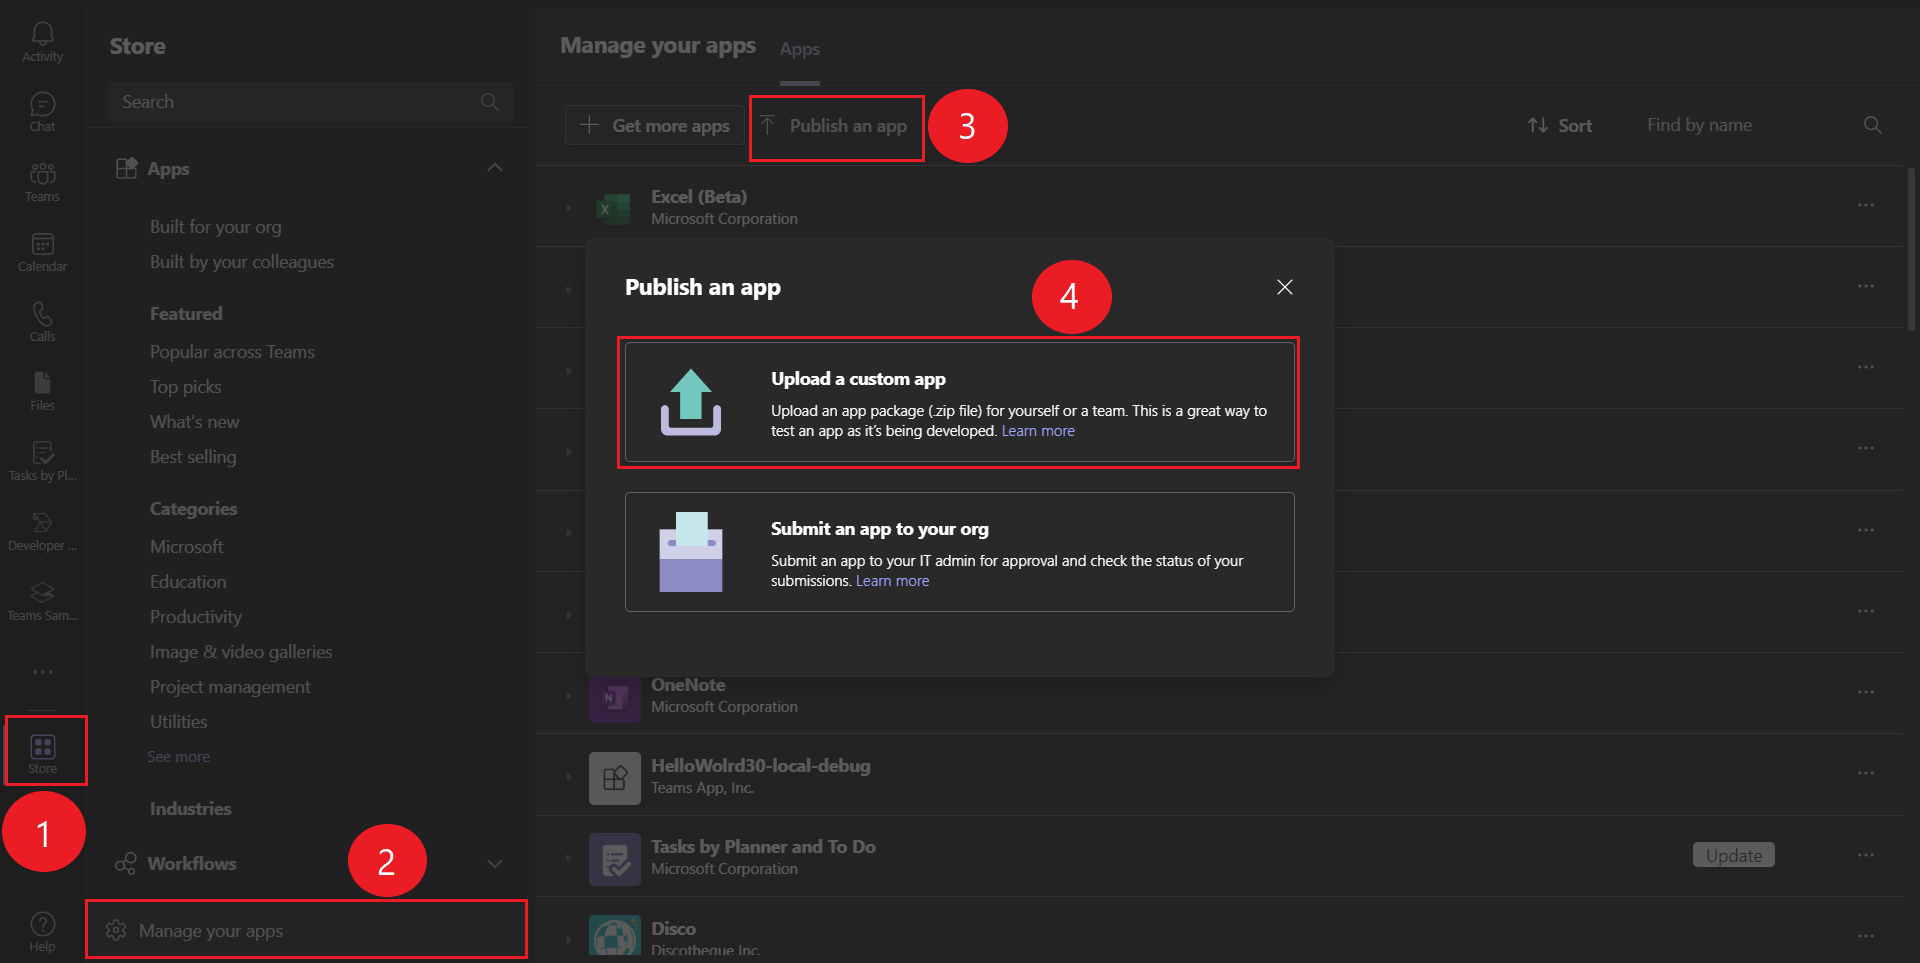 Activity
Chat
Teams
Calendar
Calls
Files
Tasks by Pl...
Developer ...
Teams Sam...
Store
1
Help
Store
Search
Apps
Built for your org
Built by your colleagues
Featured
Popular across Teams
Top picks
What's new
Best selling
Categories
Microsoft
Education
Productivity
Image & video galleries
Project management
Utilities
See more
Industries
Workflows
2
Manage your apps
Manage your apps
Apps
Get more apps
Publish an app
3
Sort
Find by name
Excel (Beta)
Microsoft Corporation
Publish an app
4
Upload a custom app
Upload an app package (.zip file) for yourself or a team. This is a great way to
test an app as it's being developed. Learn more
Submit an app to your org
Submit an app to your IT admin for approval and check the status of your
submissions. Learn more
OneNote
Microsoft Corporation
HelloWolrd30-local-debug
Teams App, Inc.
Tasks by Planner and To Do
Microsoft Corporation
Update
Disco
Discotheque Inc.